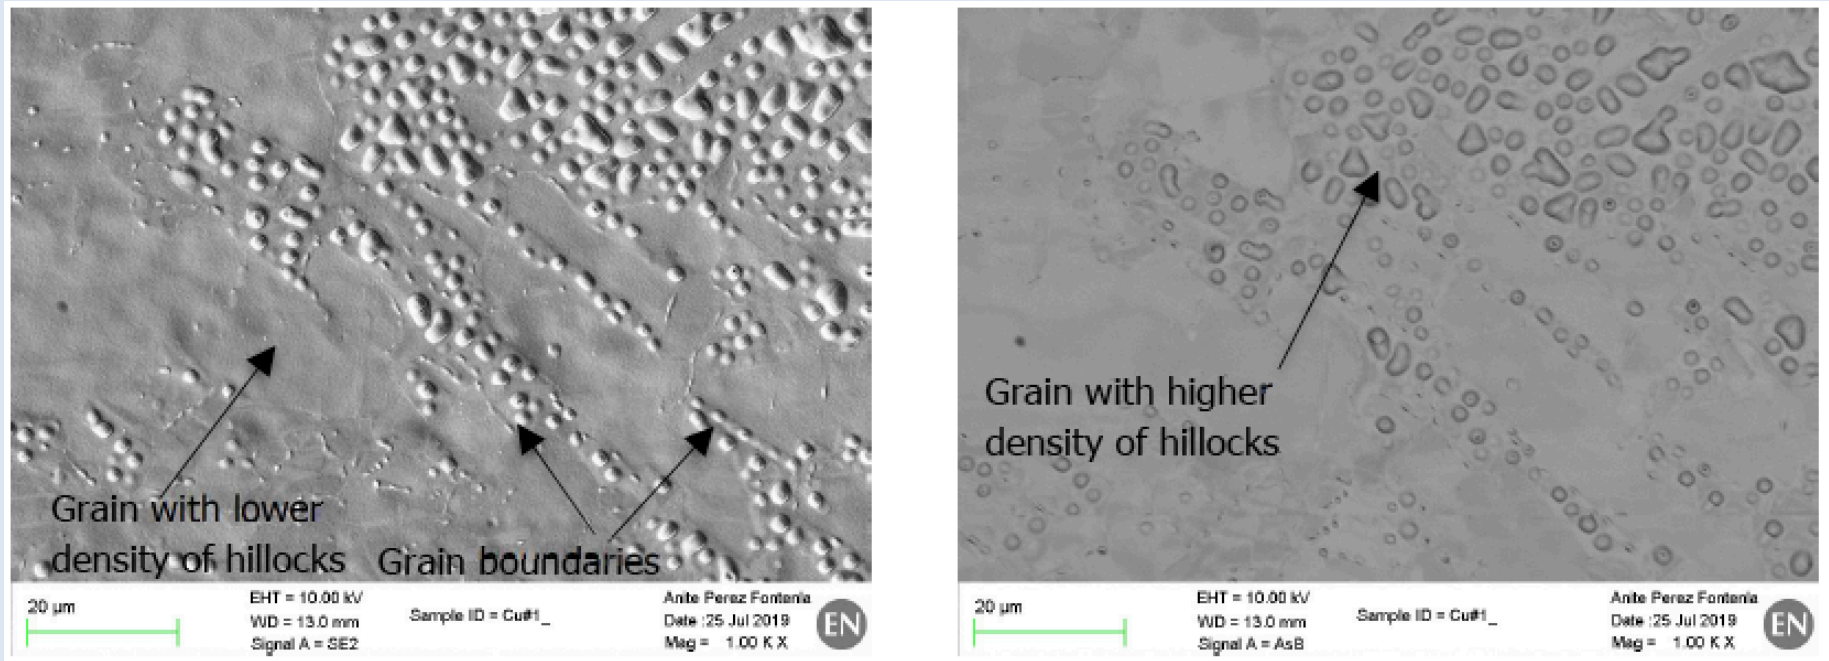 Grain with lower
density of hillocks
Grain boundaries
20 µm
EHT = 10.00 kV
WD = 13.0 mm
Signal A = SE2
Sample ID = Cu#1_
Anite Perez Fontenla
Date :25 Jul 2019
Mag = 1.00 K X
EN
Grain with higher
density of hillocks
20 µm
EHT = 10.00 kV
WD = 13.0 mm
Signal A = AsB
Sample ID = Cu#1_
Anite Perez Fontenla
Date :25 Jul 2019
Mag = 1.00 K X
EN